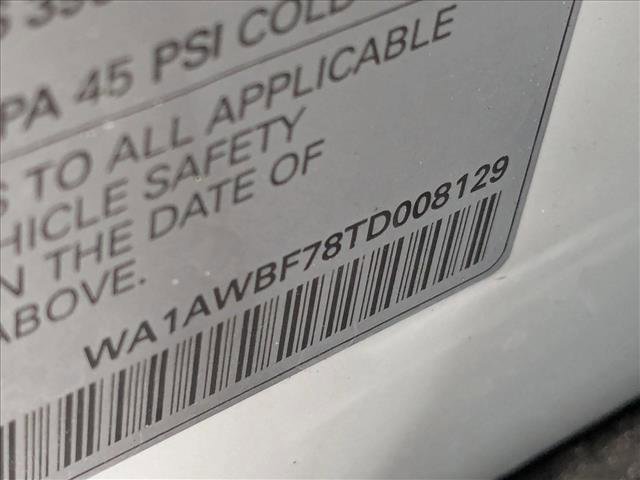 PA 45 PSI COLD
TO ALL APPLICABLE
HICLE SAFETY
N THE DATE OF
ABOVE.
WA1AWBF78TD008129